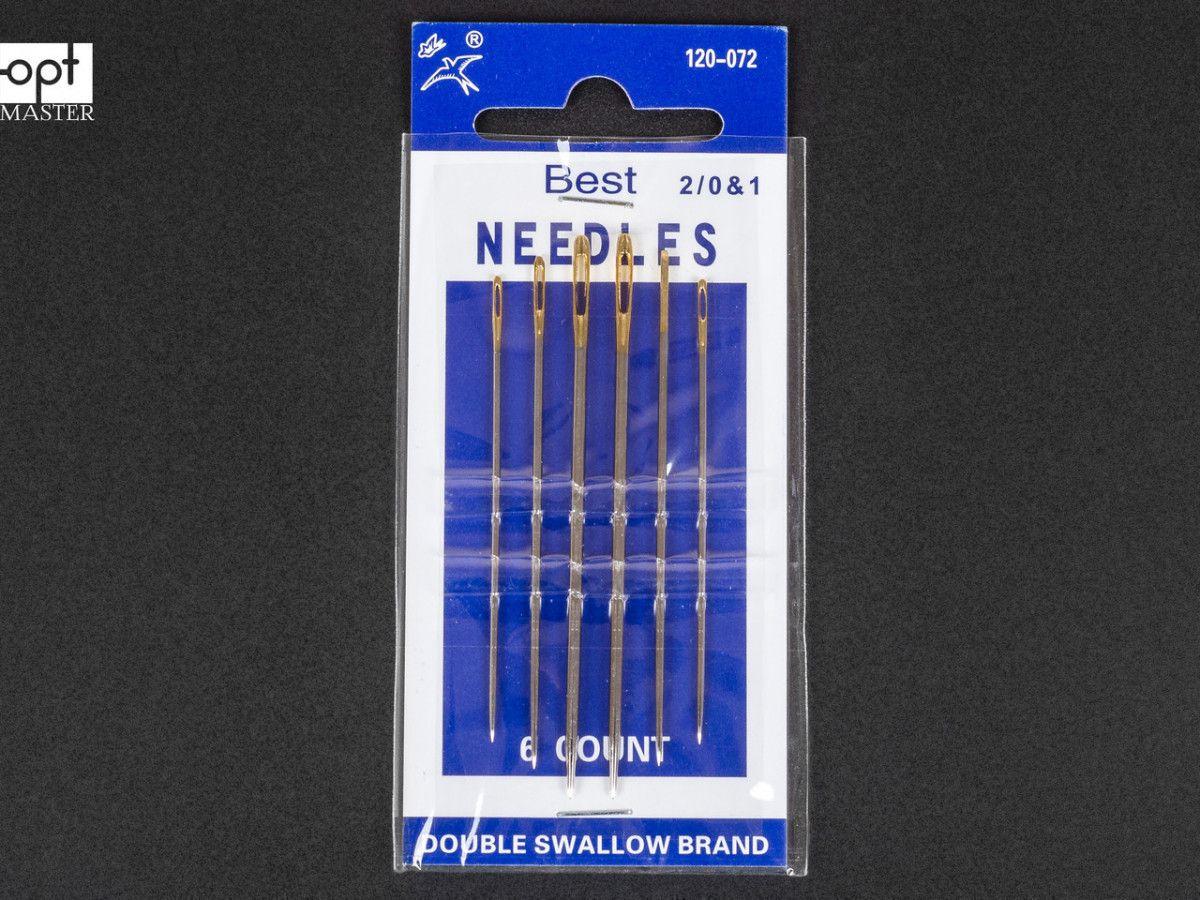 opt
MASTER
®
120-072
Best 2/0&1
NEEDLES
6 COUNT
DOUBLE SWALLOW BRAND